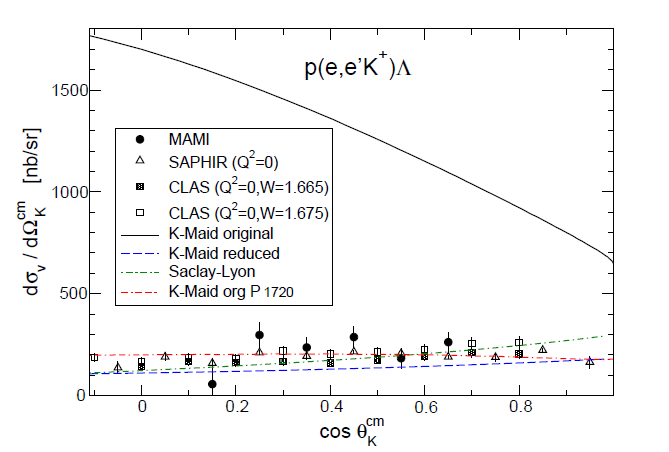 p(e,e'K⁺)Λ
dσᵥ / dΩ_K^cm [nb/sr]
1500
1000
500
0
MAMI
SAPHIR (Q²=0)
CLAS (Q²=0,W=1.665)
CLAS (Q²=0,W=1.675)
K-Maid original
K-Maid reduced
Saclay-Lyon
K-Maid org P 1720
0 0.2 0.4 0.6 0.8
cos θ_K^cm